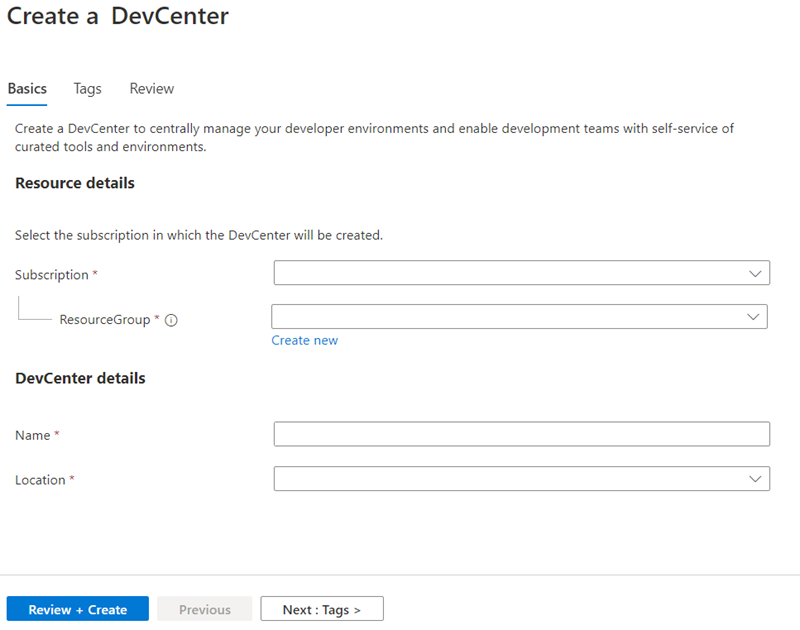 Create a DevCenter
Basics Tags Review
Create a DevCenter to centrally manage your developer environments and enable development teams with self-service of
curated tools and environments.
Resource details
Select the subscription in which the DevCenter will be created.
Subscription *
ResourceGroup *
Create new
DevCenter details
Name *
Location *
Review + Create Previous Next : Tags >